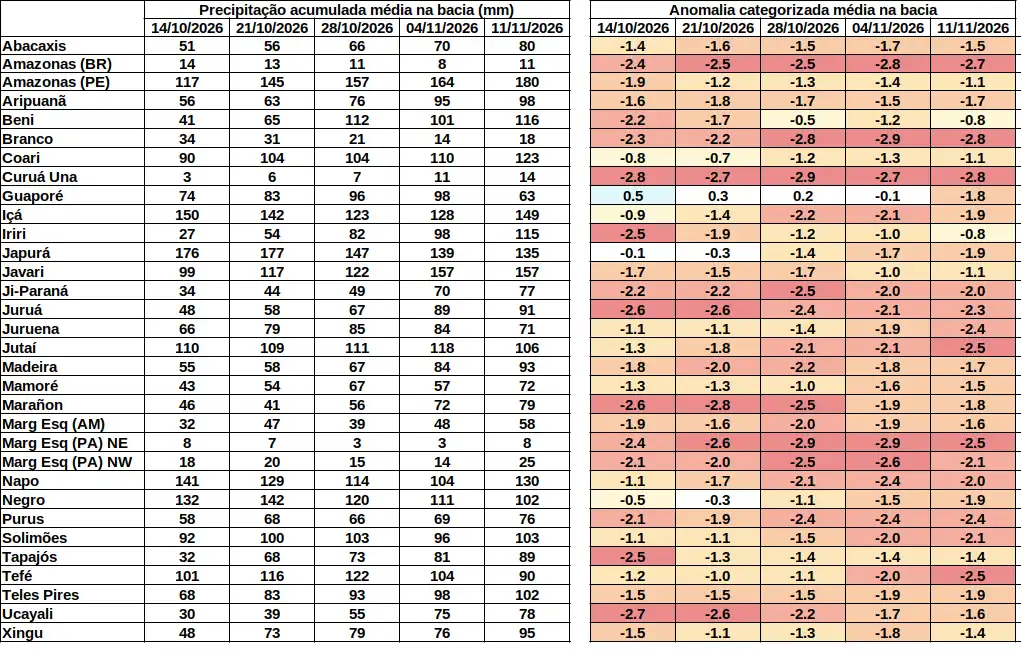 Precipitação acumulada média na bacia (mm) Anomalia categorizada média na bacia
14/10/2026 21/10/2026 28/10/2026 04/11/2026 11/11/2026 14/10/2026 21/10/2026 28/10/2026 04/11/2026 11/11/2026
Abacaxis 51 56 66 70 80 -1.4 -1.6 -1.5 -1.7 -1.5
Amazonas (BR) 14 13 11 8 11 -2.4 -2.5 -2.5 -2.8 -2.7
Amazonas (PE) 117 145 157 164 180 -1.9 -1.2 -1.3 -1.4 -1.1
Aripuanã 56 63 76 95 98 -1.6 -1.8 -1.7 -1.5 -1.7
Beni 41 65 112 101 116 -2.2 -1.7 -0.5 -1.2 -0.8
Branco 34 31 21 14 18 -2.3 -2.2 -2.8 -2.9 -2.8
Coari 90 104 104 110 123 -0.8 -0.7 -1.2 -1.3 -1.1
Curuá Una 3 6 7 11 14 -2.8 -2.7 -2.9 -2.7 -2.8
Guaporé 74 83 96 98 63 0.5 0.3 0.2 -0.1 -1.8
Içá 150 142 123 128 149 -0.9 -1.4 -2.2 -2.1 -1.9
Iriri 27 54 82 98 115 -2.5 -1.9 -1.2 -1.0 -0.8
Japurá 176 177 147 139 135 -0.1 -0.3 -1.4 -1.7 -1.9
Javari 99 117 122 157 157 -1.7 -1.5 -1.7 -1.0 -1.1
Ji-Paraná 34 44 49 70 77 -2.2 -2.2 -2.5 -2.0 -2.0
Juruá 48 58 67 89 91 -2.6 -2.6 -2.4 -2.1 -2.3
Juruena 66 79 85 84 71 -1.1 -1.1 -1.4 -1.9 -2.4
Jutaí 110 109 111 118 106 -1.3 -1.8 -2.1 -2.1 -2.5
Madeira 55 58 67 84 93 -1.8 -2.0 -2.2 -1.8 -1.7
Mamoré 43 54 67 57 72 -1.3 -1.3 -1.0 -1.6 -1.5
Marañon 46 41 56 72 79 -2.6 -2.8 -2.5 -1.9 -1.8
Marg Esq (AM) 32 47 39 48 58 -1.9 -1.6 -2.0 -1.9 -1.6
Marg Esq (PA) NE 8 7 3 3 8 -2.4 -2.6 -2.9 -2.9 -2.5
Marg Esq (PA) NW 18 20 15 14 25 -2.1 -2.0 -2.5 -2.6 -2.1
Napo 141 129 114 104 130 -1.1 -1.7 -2.1 -2.4 -2.0
Negro 132 142 120 111 102 -0.5 -0.3 -1.1 -1.5 -1.9
Purus 58 68 66 69 76 -2.1 -1.9 -2.4 -2.4 -2.4
Solimões 92 100 103 96 103 -1.1 -1.1 -1.5 -2.0 -2.1
Tapajós 32 68 73 81 89 -2.5 -1.3 -1.4 -1.4 -1.4
Tefé 101 116 122 104 90 -1.2 -1.0 -1.1 -2.0 -2.5
Teles Pires 68 83 93 98 102 -1.5 -1.5 -1.5 -1.9 -1.9
Ucayali 30 39 55 75 78 -2.7 -2.6 -2.2 -1.7 -1.6
Xingu 48 73 79 76 95 -1.5 -1.1 -1.3 -1.8 -1.4